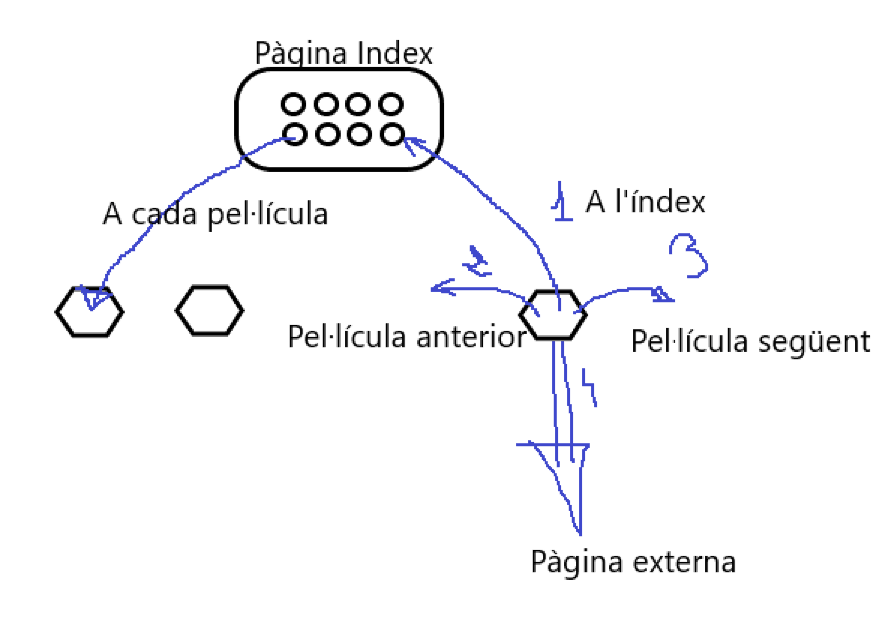 Pàgina Index
1 A l'índex
A cada pel·lícula
2
3
Pel·lícula anterior
Pel·lícula següent
4
Pàgina externa